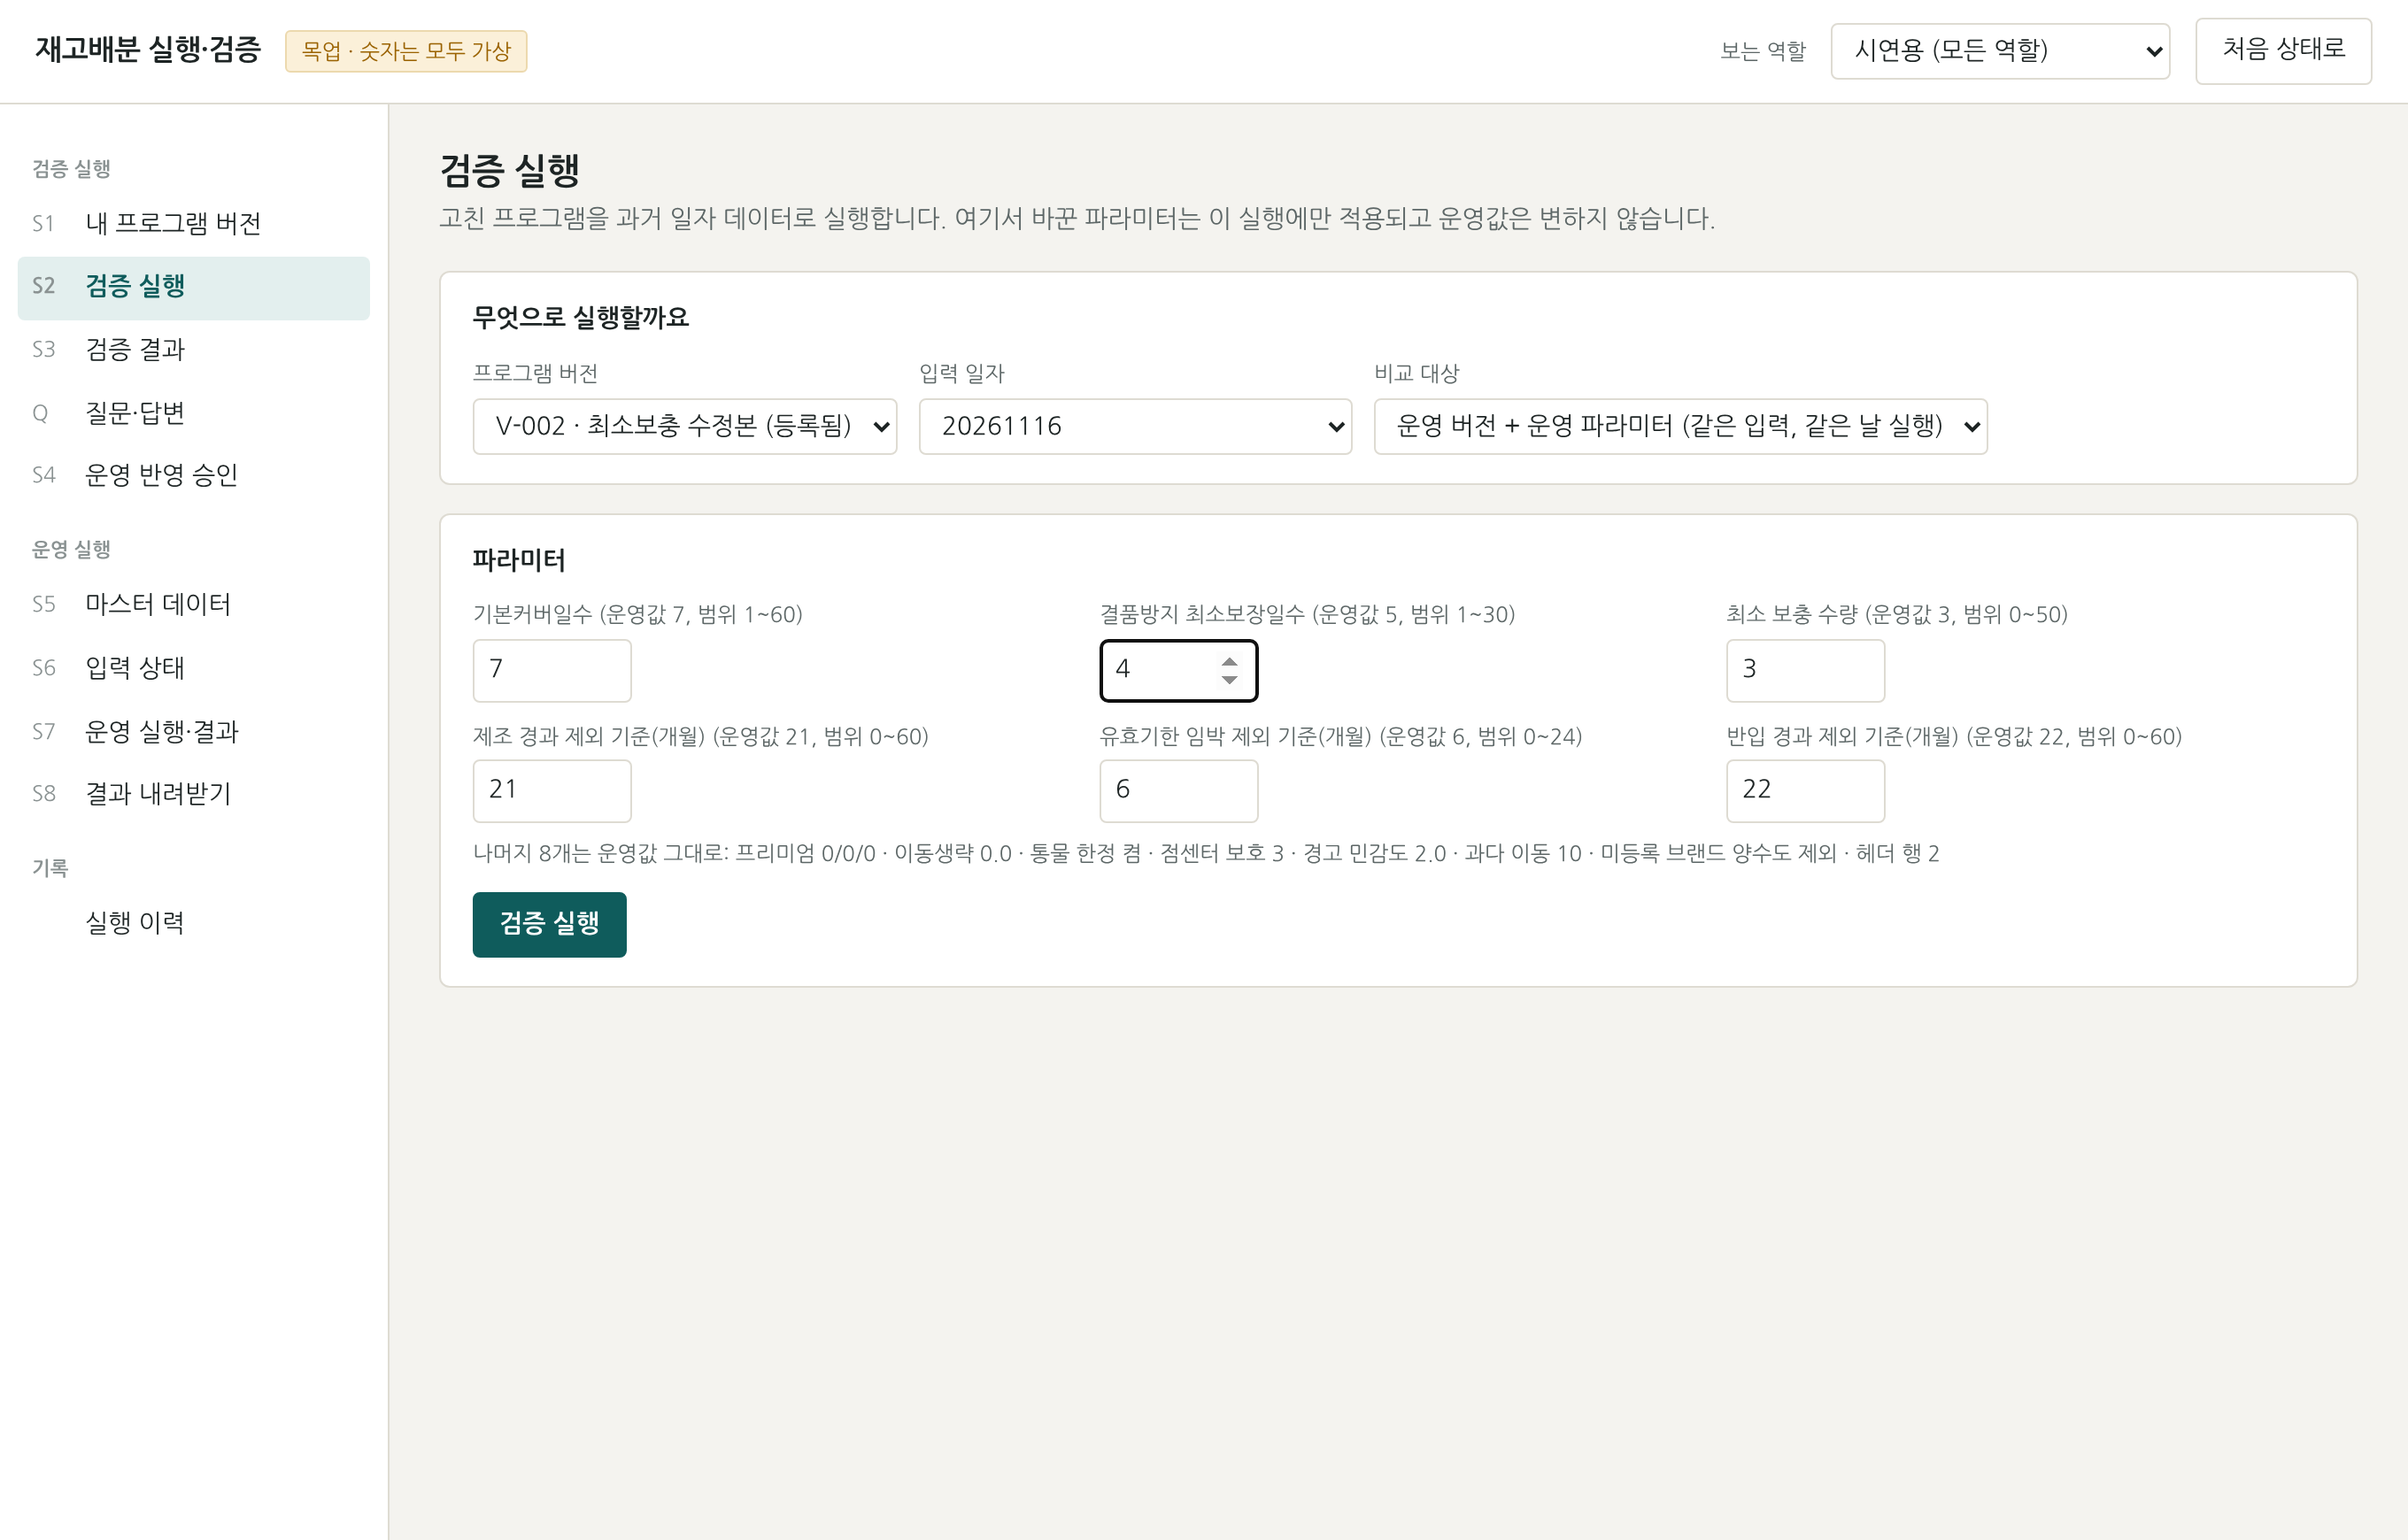 재고배분 실행·검증
목업 · 숫자는 모두 가상
보는 역할
시연용 (모든 역할)
처음 상태로
검증 실행
S1 내 프로그램 버전
S2 검증 실행
S3 검증 결과
Q 질문·답변
S4 운영 반영 승인
운영 실행
S5 마스터 데이터
S6 입력 상태
S7 운영 실행·결과
S8 결과 내려받기
기록
실행 이력
검증 실행
고친 프로그램을 과거 일자 데이터로 실행합니다. 여기서 바꾼 파라미터는 이 실행에만 적용되고 운영값은 변하지 않습니다.
무엇으로 실행할까요
프로그램 버전 입력 일자 비교 대상
V-002 · 최소보충 수정본 (등록됨) 20261116 운영 버전 + 운영 파라미터 (같은 입력, 같은 날 실행)
파라미터
기본커버일수 (운영값 7, 범위 1~60) 결품방지 최소보장일수 (운영값 5, 범위 1~30) 최소 보충 수량 (운영값 3, 범위 0~50)
7 4 3
제조 경과 제외 기준(개월) (운영값 21, 범위 0~60) 유효기한 임박 제외 기준(개월) (운영값 6, 범위 0~24) 반입 경과 제외 기준(개월) (운영값 22, 범위 0~60)
21 6 22
나머지 8개는 운영값 그대로: 프리미엄 0/0/0 · 이동생략 0.0 · 통물 한정 켬 · 점센터 보호 3 · 경고 민감도 2.0 · 과다 이동 10 · 미등록 브랜드 양수도 제외 · 헤더 행 2
검증 실행